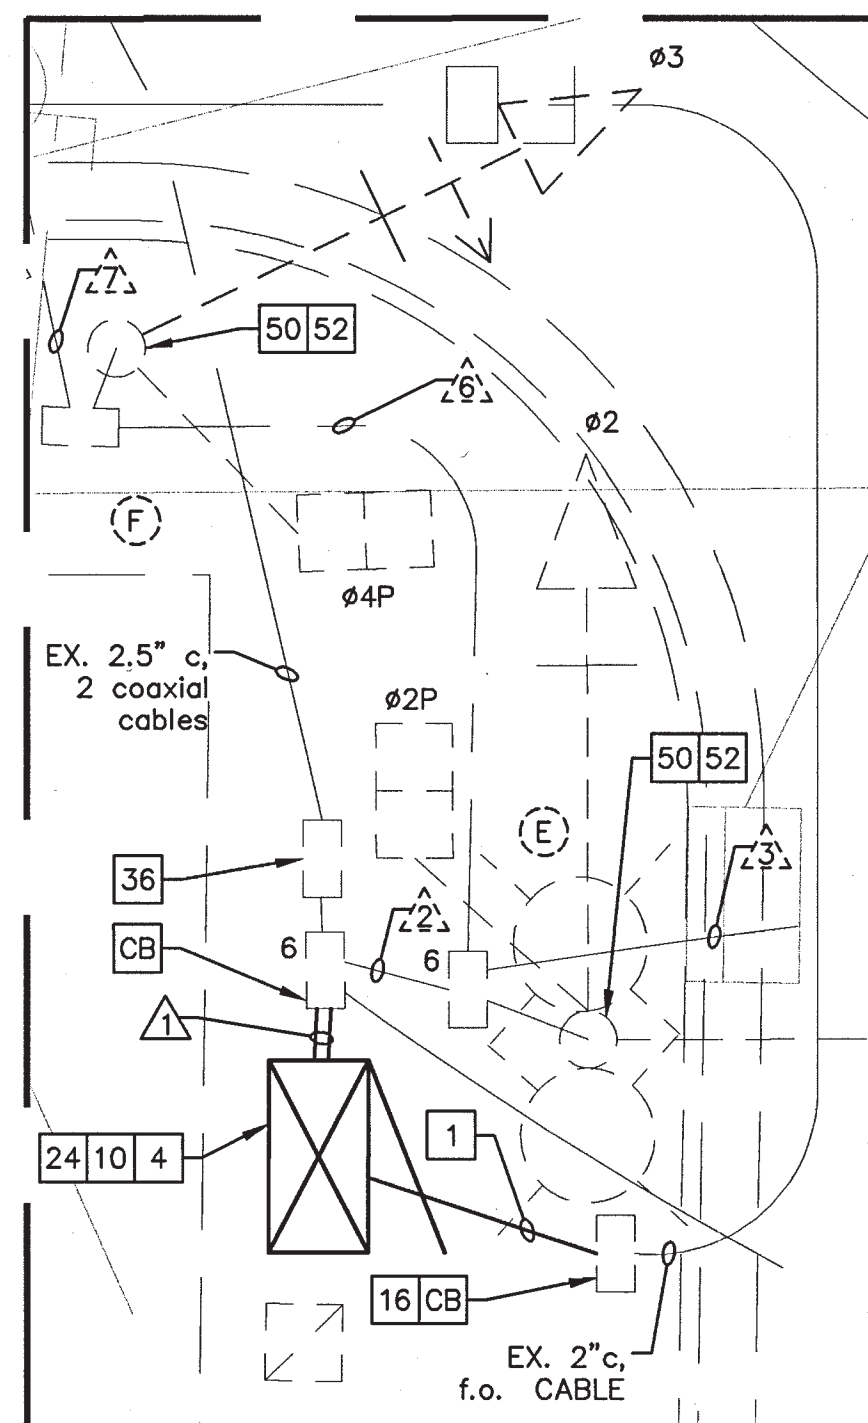 ø3
7
50 52
6
ø2
F
ø4P
EX. 2.5" c,
2 coaxial
cables
ø2P
50 52
E
3
36
2
CB
6
6
1
1
24 10 4
16 CB
EX. 2"c,
f.o. CABLE